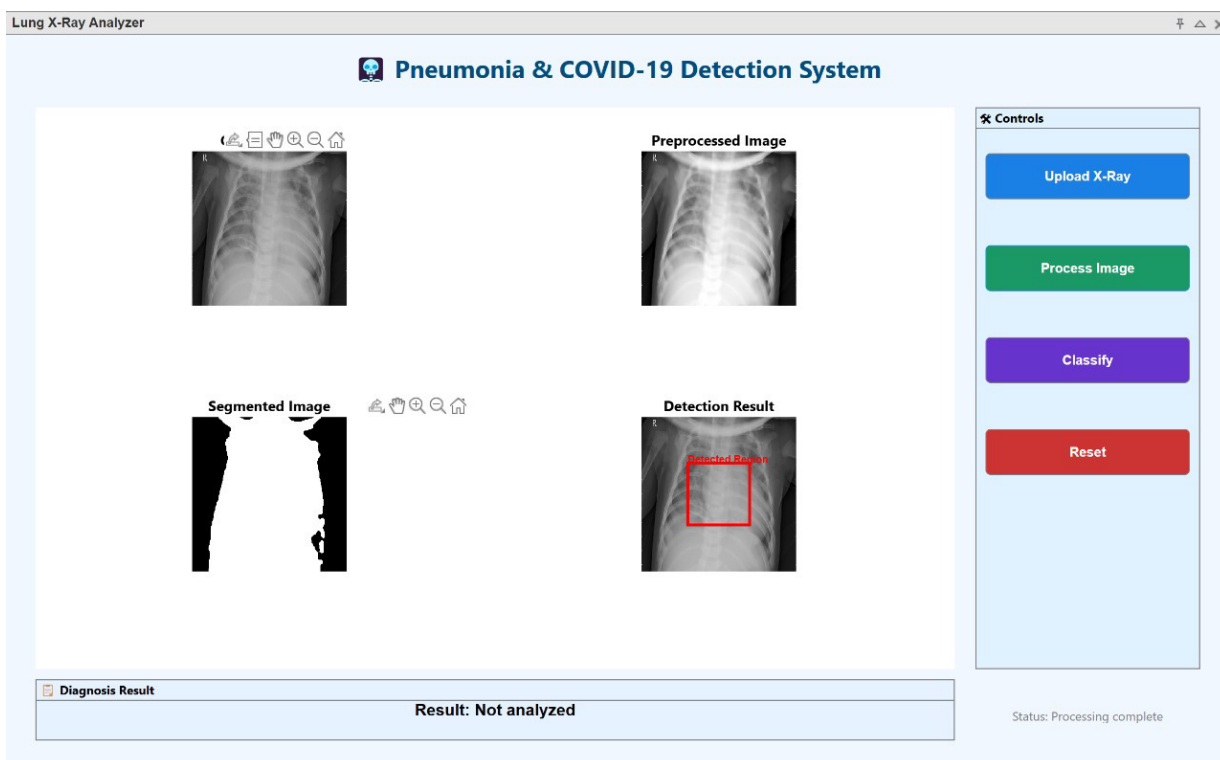 Lung X-Ray Analyzer
Pneumonia & COVID-19 Detection System
Preprocessed Image
R
R
Segmented Image
Detection Result
R
Detected Region
Controls
Upload X-Ray
Process Image
Classify
Reset
Diagnosis Result
Result: Not analyzed
Status: Processing complete